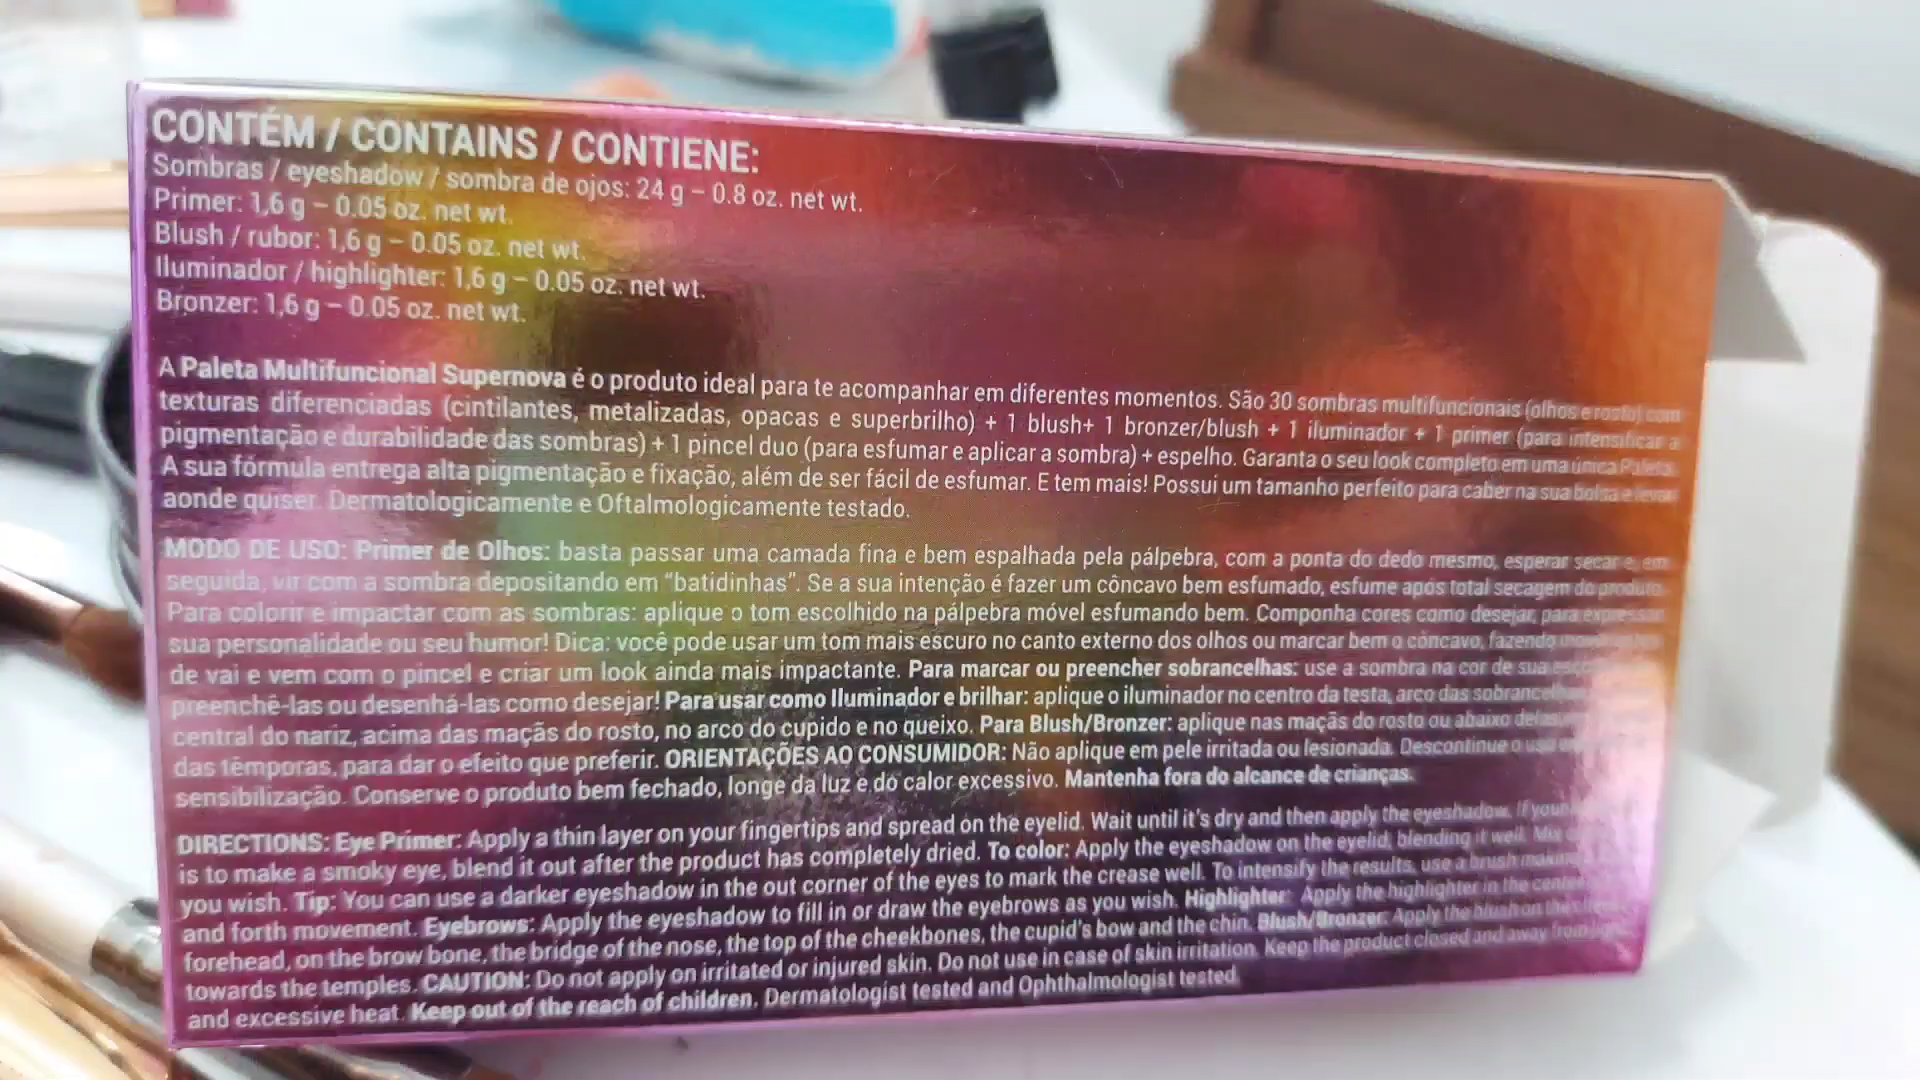 CONTÉM / CONTAINS / CONTIENE:
Sombras / eyeshadow / sombra de ojos: 24 g – 0.8 oz. net wt.
Primer: 1,6 g – 0.05 oz. net wt.
Blush / rubor: 1,6 g – 0.05 oz. net wt.
Iluminador / highlighter: 1,6 g – 0.05 oz. net wt.
Bronzer: 1,6 g – 0.05 oz. net wt.
A Paleta Multifuncional Supernova é o produto ideal para te acompanhar em diferentes momentos. São 30 sombras multifuncionais (olhos e rosto) com
texturas diferenciadas (cintilantes, metalizadas, opacas e superbrilho) + 1 blush+ 1 bronzer/blush + 1 iluminador + 1 primer (para intensificar a
pigmentação e durabilidade das sombras) + 1 pincel duo (para esfumar e aplicar a sombra) + espelho. Garanta o seu look completo em uma única Paleta.
A sua fórmula entrega alta pigmentação e fixação, além de ser fácil de esfumar. E tem mais! Possui um tamanho perfeito para caber na sua bolsa e levar
aonde quiser. Dermatologicamente e Oftalmologicamente testado.
MODO DE USO: Primer de Olhos: basta passar uma camada fina e bem espalhada pela pálpebra, com a ponta do dedo mesmo, esperar secar e, em
seguida, vir com a sombra depositando em "batidinhas". Se a sua intenção é fazer um côncavo bem esfumado, esfume após total secagem do produto.
Para colorir e impactar com as sombras: aplique o tom escolhido na pálpebra móvel esfumando bem. Componha cores como desejar, para expressar
sua personalidade ou seu humor! Dica: você pode usar um tom mais escuro no canto externo dos olhos ou marcar bem o côncavo, fazendo
de vai e vem com o pincel e criar um look ainda mais impactante. Para marcar ou preencher sobrancelhas: use a sombra na cor de sua
preenchê-las ou desenhá-las como desejar! Para usar como Iluminador e brilhar: aplique o iluminador no centro da testa, arco das
central do nariz, acima das maçãs do rosto, no arco do cupido e no queixo. Para Blush/Bronzer: aplique nas maçãs do rosto ou abaixo
das têmporas, para dar o efeito que preferir. ORIENTAÇÕES AO CONSUMIDOR: Não aplique em pele irritada ou lesionada. Descontinue o uso
sensibilização. Conserve o produto bem fechado, longe da luz e do calor excessivo. Mantenha fora do alcance de crianças.
DIRECTIONS: Eye Primer: Apply a thin layer on your fingertips and spread on the eyelid. Wait until it's dry and then apply the eyeshadow. If your
is to make a smoky eye, blend it out after the product has completely dried. To color: Apply the eyeshadow on the eyelid, blending it well. Mix
you wish. Tip: You can use a darker eyeshadow in the out corner of the eyes to mark the crease well. To intensify the results, use a brush
and forth movement. Eyebrows: Apply the eyeshadow to fill in or draw the eyebrows as you wish. Highlighter: Apply the highlighter in the center
forehead, on the brow bone, the bridge of the nose, the top of the cheekbones, the cupid's bow and the chin. Blush/Bronzer: Apply the blush on the
towards the temples. CAUTION: Do not apply on irritated or injured skin. Do not use in case of skin irritation. Keep the product closed and away from
and excessive heat. Keep out of the reach of children. Dermatologist tested and Ophthalmologist tested.